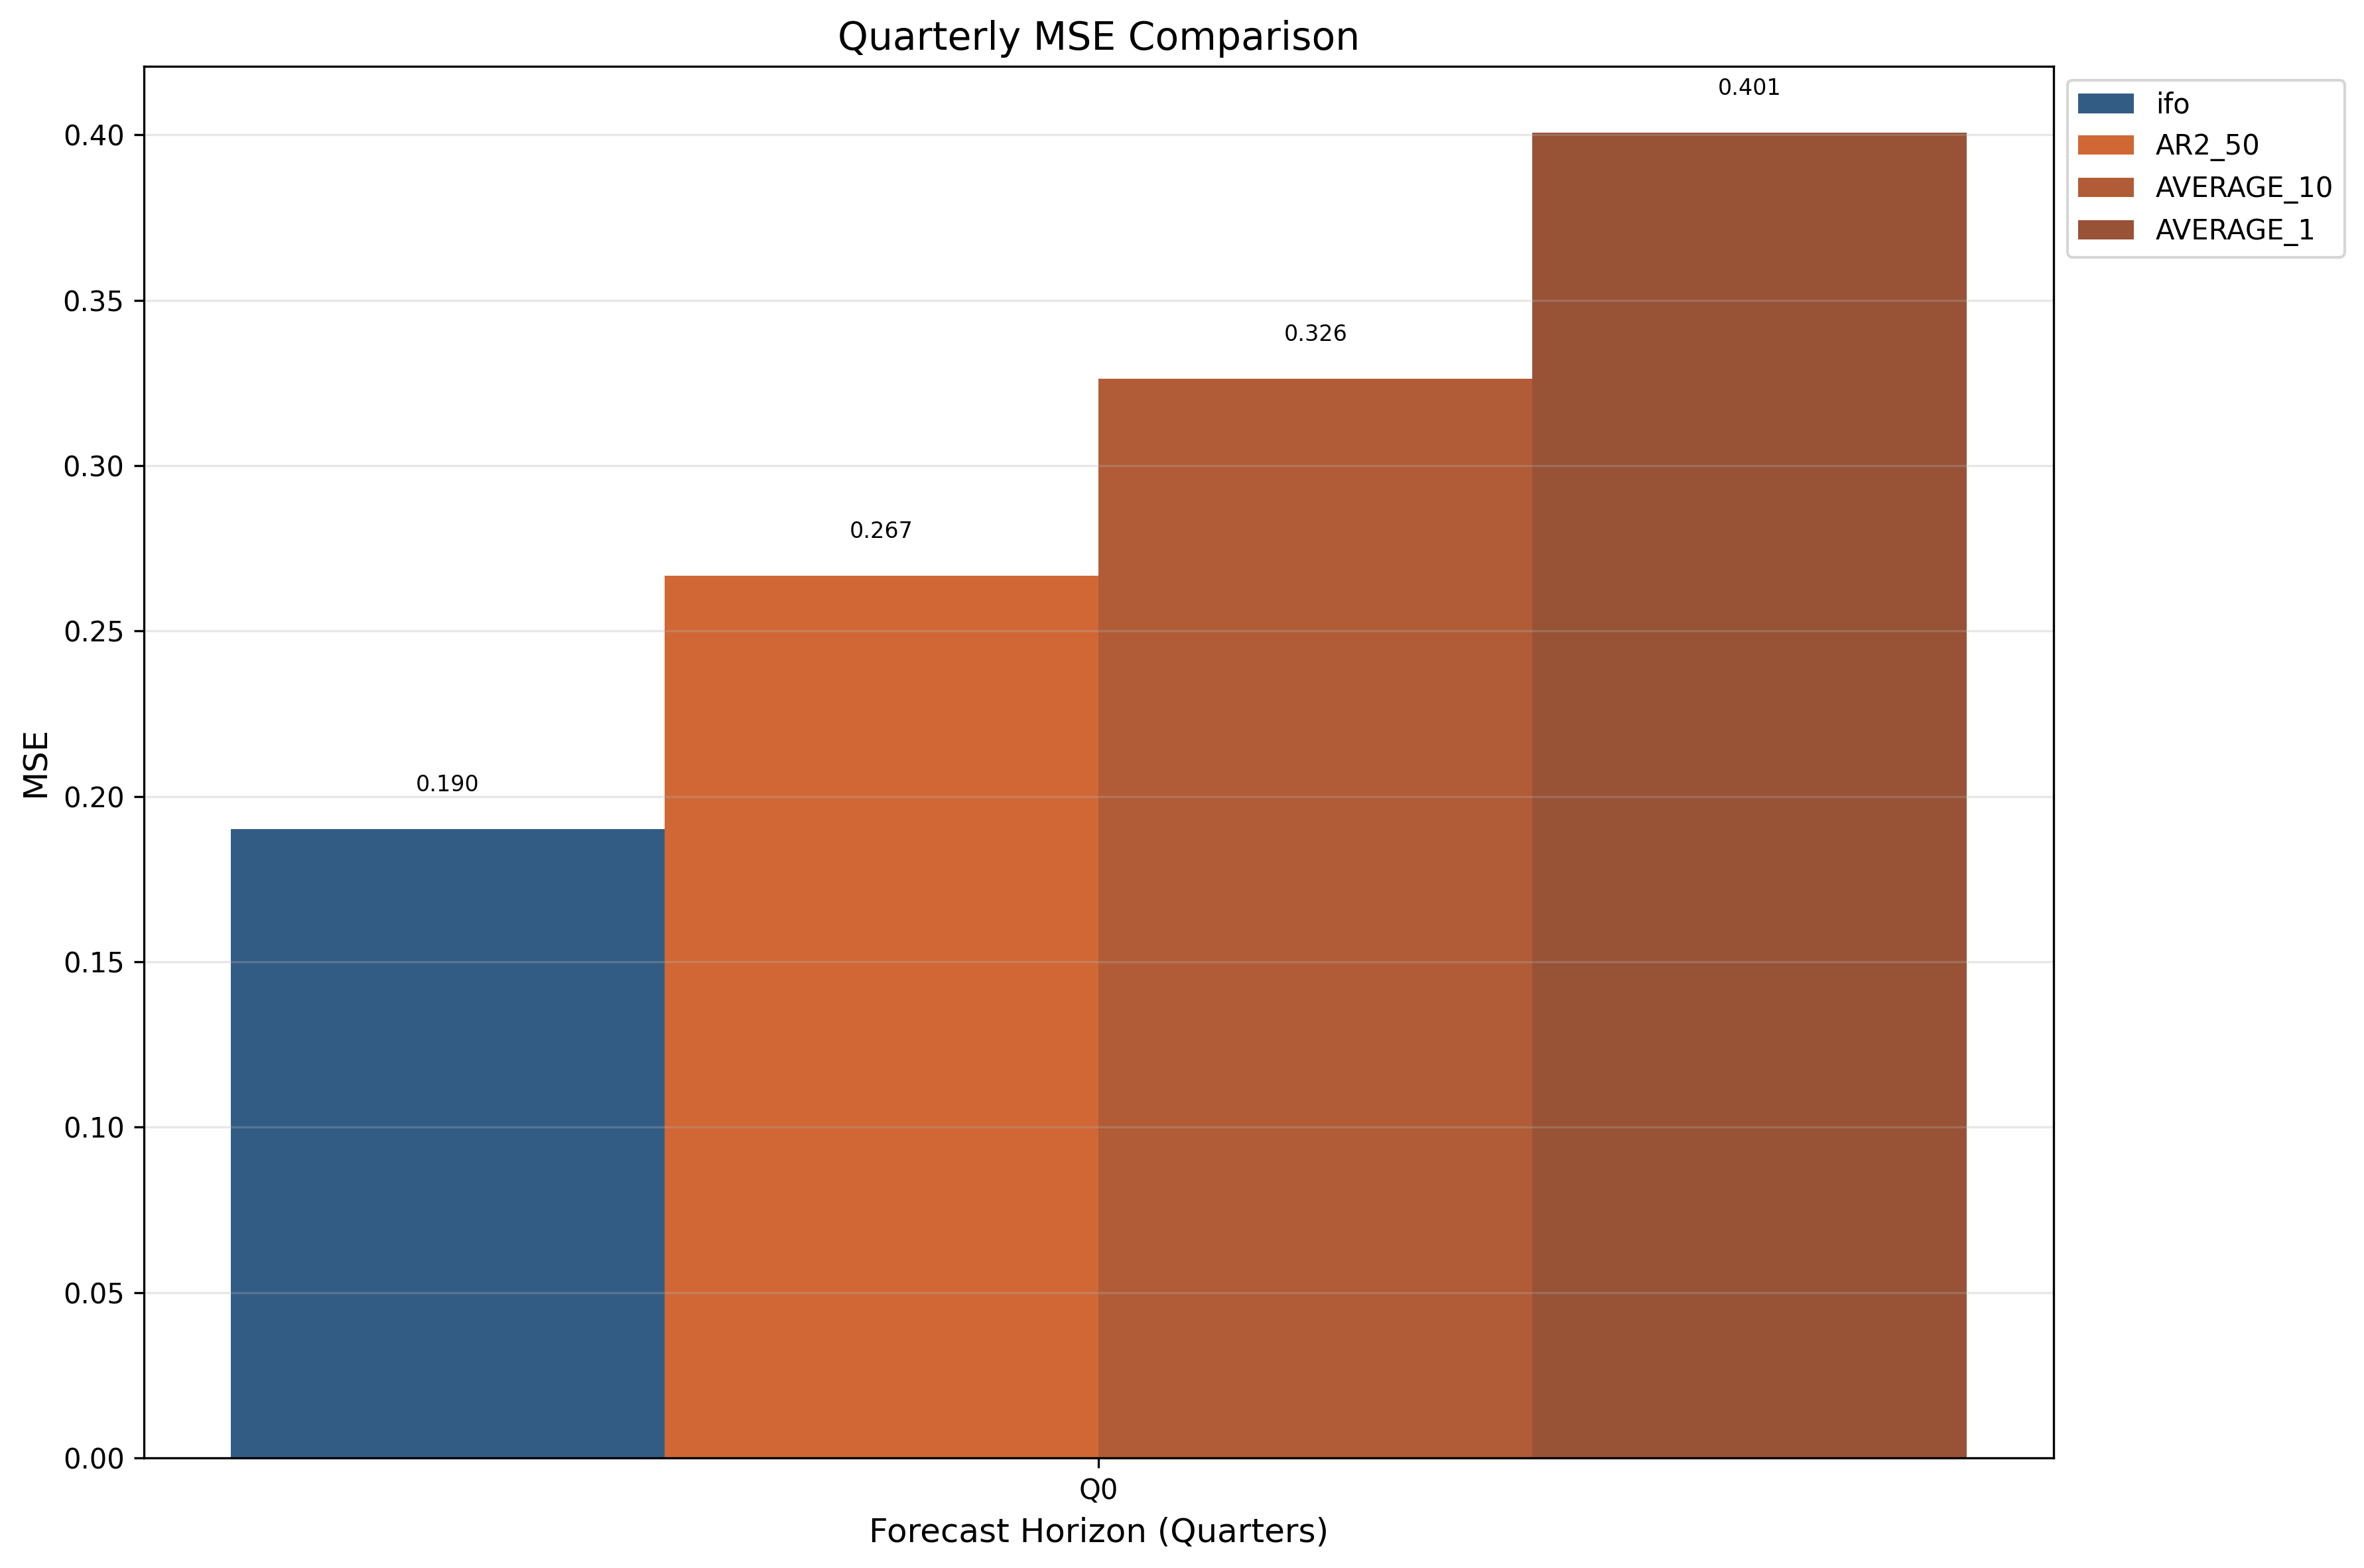 Quarterly MSE Comparison
MSE
0.40
0.35
0.30
0.25
0.20
0.15
0.10
0.05
0.00
0.190
0.267
0.326
0.401
Q0
Forecast Horizon (Quarters)
ifo
AR2_50
AVERAGE_10
AVERAGE_1